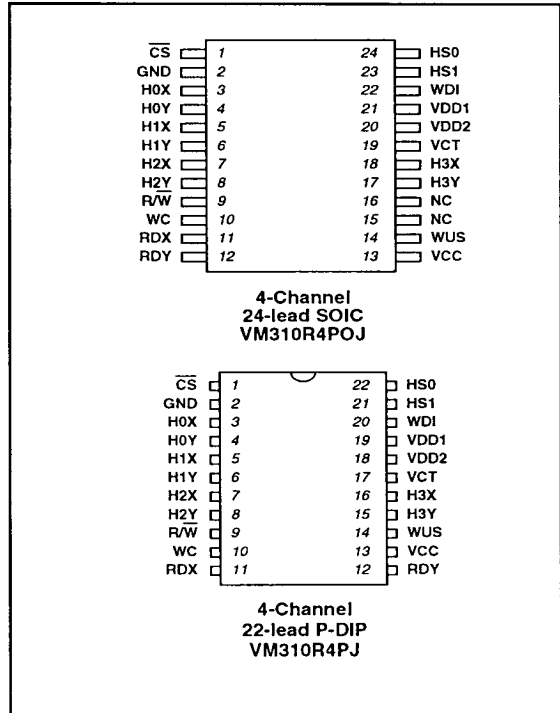 C̅S̅ 1 24 HS0
GND 2 23 HS1
H0X 3 22 WDI
H0Y 4 21 VDD1
H1X 5 20 VDD2
H1Y 6 19 VCT
H2X 7 18 H3X
H2Y 8 17 H3Y
R/W̅ 9 16 NC
WC 10 15 NC
RDX 11 14 WUS
RDY 12 13 VCC
4-Channel
24-lead SOIC
VM310R4POJ
C̅S̅ 1 22 HS0
GND 2 21 HS1
H0X 3 20 WDI
H0Y 4 19 VDD1
H1X 5 18 VDD2
H1Y 6 17 VCT
H2X 7 16 H3X
H2Y 8 15 H3Y
R/W̅ 9 14 WUS
WC 10 13 VCC
RDX 11 12 RDY
4-Channel
22-lead P-DIP
VM310R4PJ